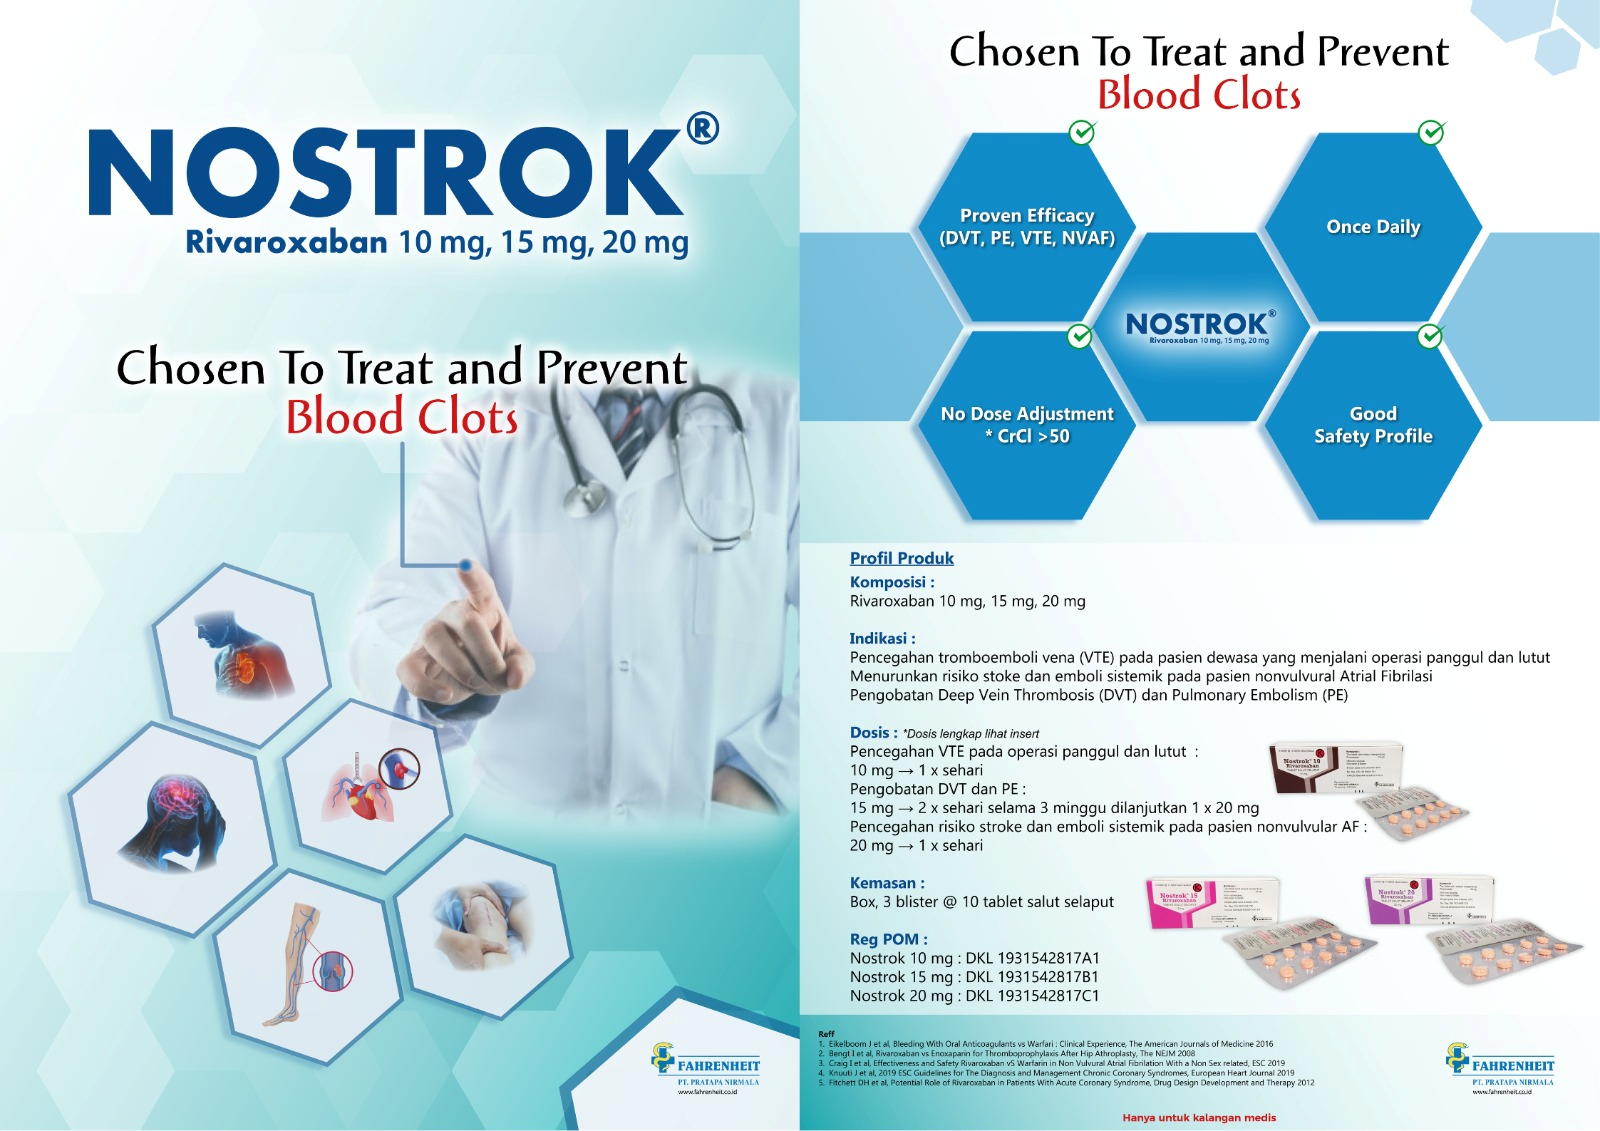 NOSTROK®
Rivaroxaban 10 mg, 15 mg, 20 mg
Chosen To Treat and Prevent
Blood Clots
FAHRENHEIT
PT. PRATAPA NIRMALA
www.fahrenheit.co.id
Chosen To Treat and Prevent
Blood Clots
Proven Efficacy
(DVT, PE, VTE, NVAF)
Once Daily
NOSTROK®
Rivaroxaban 10 mg, 15 mg, 20 mg
No Dose Adjustment
* CrCl >50
Good
Safety Profile
Profil Produk
Komposisi :
Rivaroxaban 10 mg, 15 mg, 20 mg
Indikasi :
Pencegahan tromboemboli vena (VTE) pada pasien dewasa yang menjalani operasi panggul dan lutut
Menurunkan risiko stoke dan emboli sistemik pada pasien nonvulvural Atrial Fibrilasi
Pengobatan Deep Vein Thrombosis (DVT) dan Pulmonary Embolism (PE)
Dosis : *Dosis lengkap lihat insert
Pencegahan VTE pada operasi panggul dan lutut :
10 mg → 1 x sehari
Pengobatan DVT dan PE :
15 mg → 2 x sehari selama 3 minggu dilanjutkan 1 x 20 mg
Pencegahan risiko stroke dan emboli sistemik pada pasien nonvulvular AF :
20 mg → 1 x sehari
Nostrok® 10
Rivaroxaban
Kemasan :
Box, 3 blister @ 10 tablet salut selaput
Nostrok® 15
Rivaroxaban
Nostrok® 20
Rivaroxaban
Reg POM :
Nostrok 10 mg : DKL 1931542817A1
Nostrok 15 mg : DKL 1931542817B1
Nostrok 20 mg : DKL 1931542817C1
Reff
1. Eikelboom J et al, Bleeding With Oral Anticoagulants vs Warfari : Clinical Experience, The American Journals of Medicine 2016
2. Bengt I et al, Rivaroxaban vs Enoxaparin for Thromboprophylaxis After Hip Athroplasty, The NEJM 2008
3. Craig I et al, Effectiveness and Safety Rivaroxaban vS Warfarin in Non Vulvural Atrial Fibrilation With a Non Sex related, ESC 2019
4. Knuuti J et al, 2019 ESC Guidelines for The Diagnosis and Management Chronic Coronary Syndromes, European Heart Journal 2019
5. Fitchett DH et al, Potential Role of Rivaroxaban in Patients With Acute Coronary Syndrome, Drug Design Development and Therapy 2012
FAHRENHEIT
PT. PRATAPA NIRMALA
www.fahrenheit.co.id
Hanya untuk kalangan medis